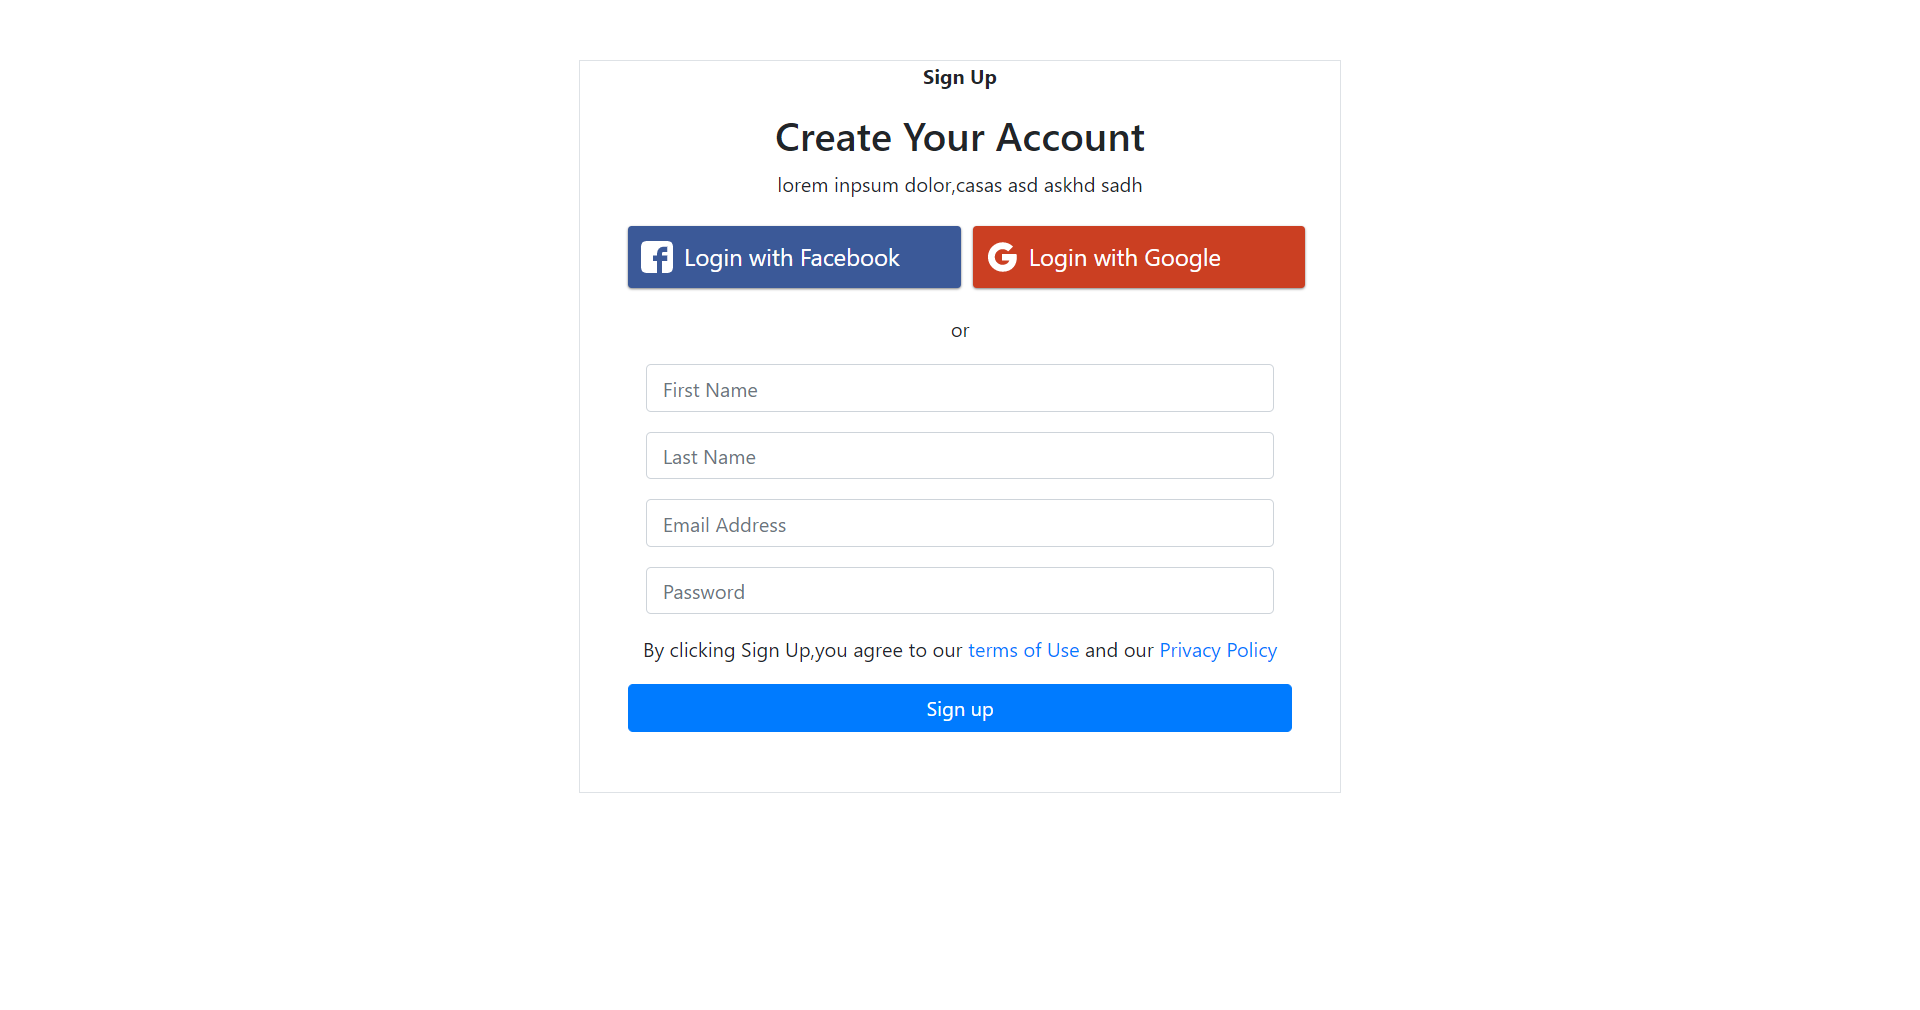 Sign Up
Create Your Account
lorem inpsum dolor,casas asd askhd sadh
Login with Facebook
Login with Google
or
First Name
Last Name
Email Address
Password
By clicking Sign Up,you agree to our terms of Use and our Privacy Policy
Sign up